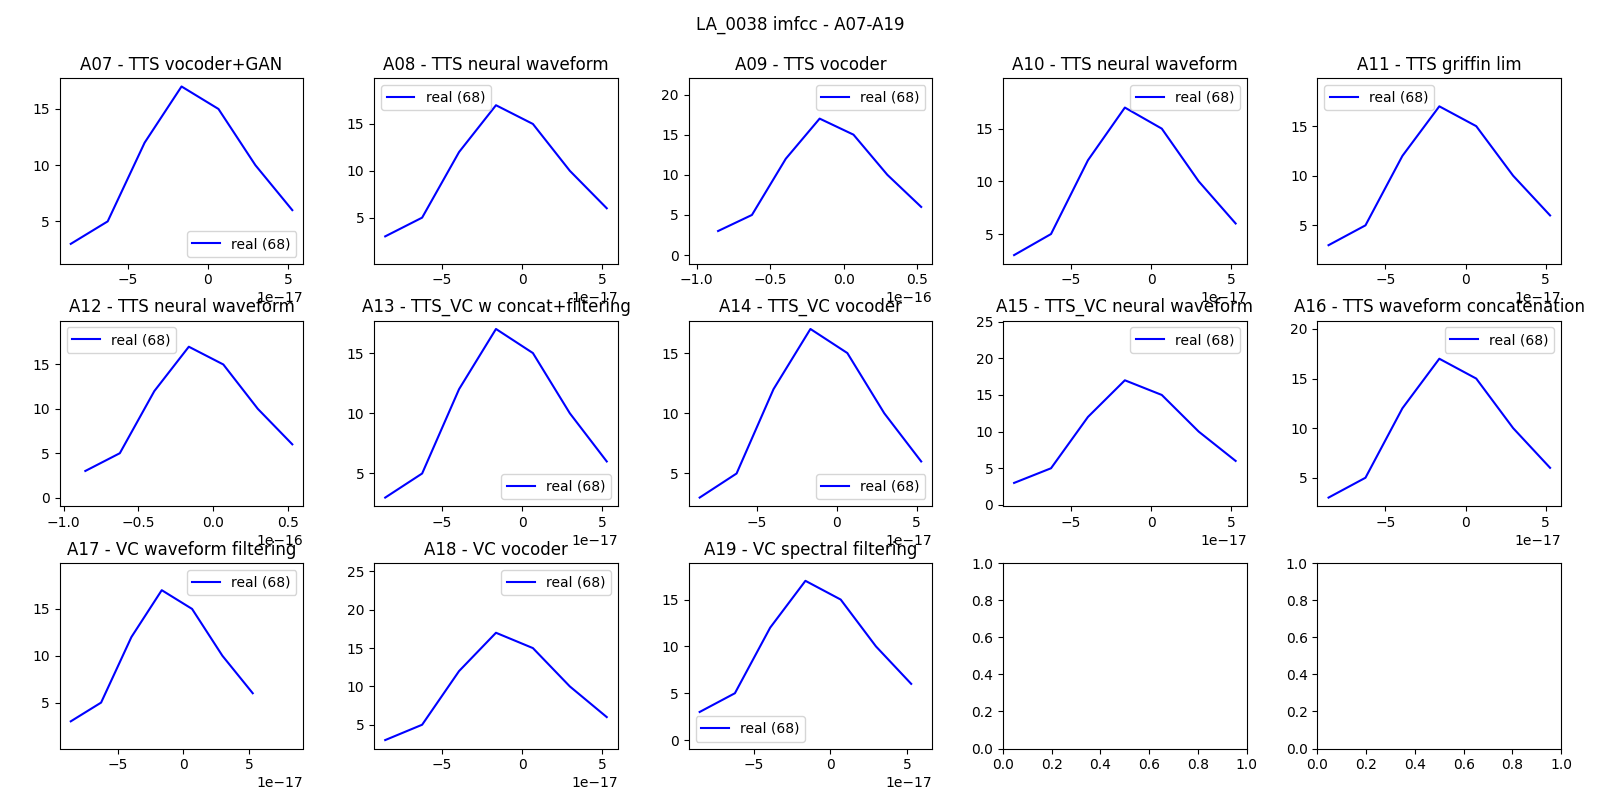 LA_0038 imfcc - A07-A19
A07 - TTS vocoder+GAN
15
10
5
real (68)
−5
0
5
1e−17
A08 - TTS neural waveform
real (68)
15
10
5
−5
0
5
1e−17
A09 - TTS vocoder
real (68)
20
15
10
5
0
−1.0
−0.5
0.0
0.5
1e−16
A10 - TTS neural waveform
real (68)
15
10
5
−5
0
5
1e−17
A11 - TTS griffin lim
real (68)
15
10
5
−5
0
5
1e−17
A12 - TTS neural waveform
real (68)
15
10
5
0
−1.0
−0.5
0.0
0.5
1e−16
A13 - TTS_VC w concat+filtering
15
10
5
real (68)
−5
0
5
1e−17
A14 - TTS_VC vocoder
15
10
5
real (68)
−5
0
5
1e−17
A15 - TTS_VC neural waveform
real (68)
25
20
15
10
5
0
−5
0
5
1e−17
A16 - TTS waveform concatenation
real (68)
20
15
10
5
−5
0
5
1e−17
A17 - VC waveform filtering
real (68)
15
10
5
−5
0
5
1e−17
A18 - VC vocoder
real (68)
25
20
15
10
5
−5
0
5
1e−17
A19 - VC spectral filtering
15
10
5
0
real (68)
−5
0
5
1e−17
1.0
0.8
0.6
0.4
0.2
0.0
0.0
0.2
0.4
0.6
0.8
1.0
1.0
0.8
0.6
0.4
0.2
0.0
0.0
0.2
0.4
0.6
0.8
1.0